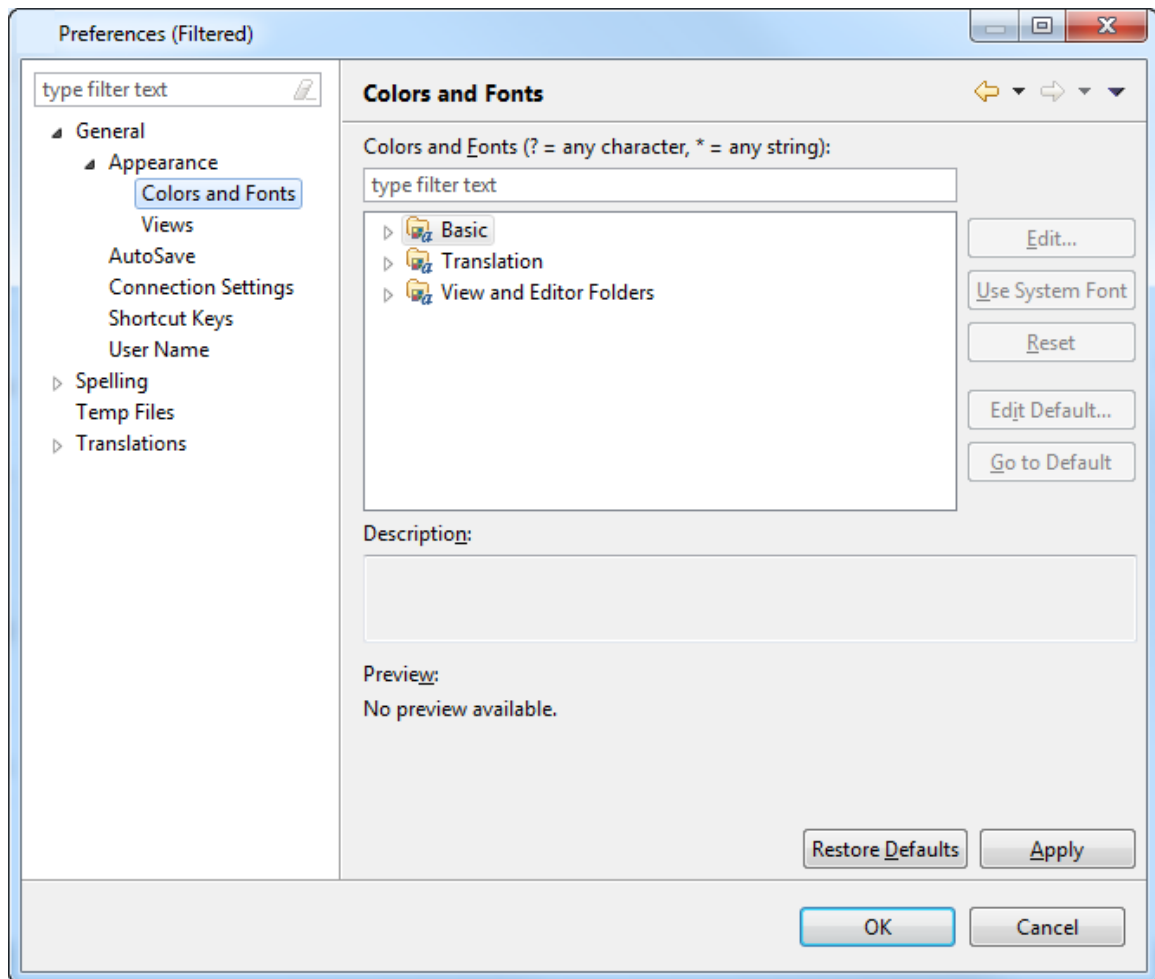 Preferences (Filtered)
type filter text
General
Appearance
Colors and Fonts
Views
AutoSave
Connection Settings
Shortcut Keys
User Name
Spelling
Temp Files
Translations
Colors and Fonts
Colors and Fonts (? = any character, * = any string):
type filter text
Basic
Translation
View and Editor Folders
Edit...
Use System Font
Reset
Edit Default...
Go to Default
Description:
Preview:
No preview available.
Restore Defaults
Apply
OK
Cancel